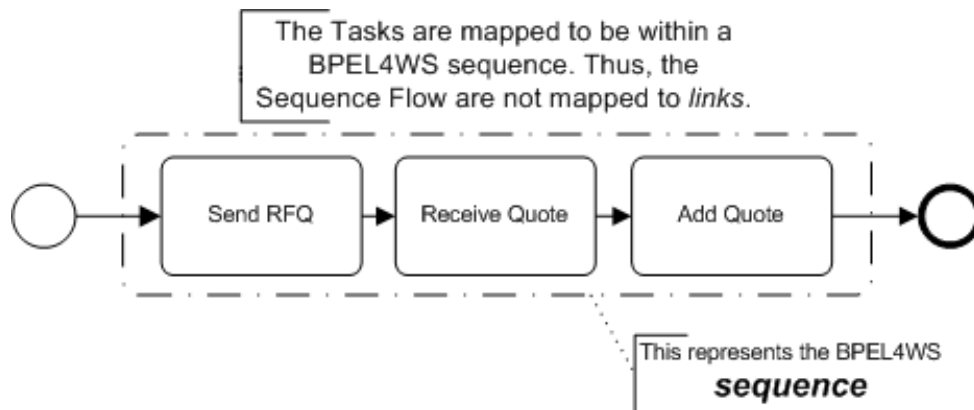 The Tasks are mapped to be within a
BPEL4WS sequence. Thus, the
Sequence Flow are not mapped to links.
Send RFQ
Receive Quote
Add Quote
This represents the BPEL4WS
sequence